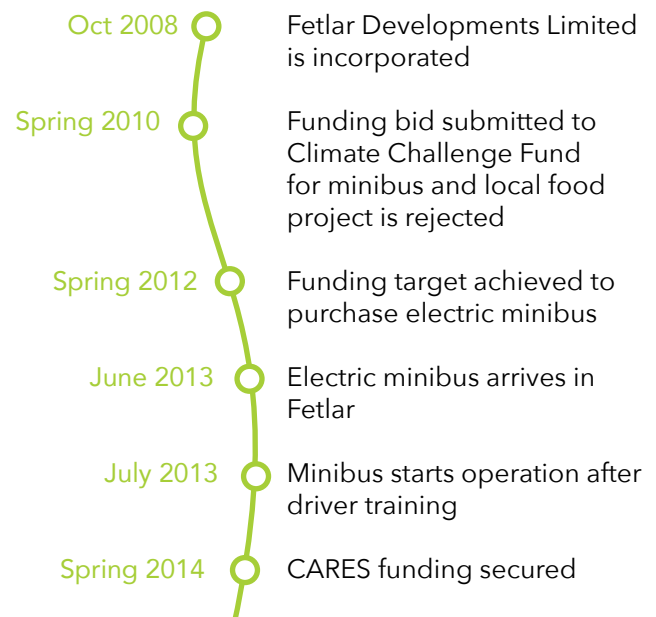 Oct 2008
Fetlar Developments Limited
is incorporated
Spring 2010
Funding bid submitted to
Climate Challenge Fund
for minibus and local food
project is rejected
Spring 2012
Funding target achieved to
purchase electric minibus
June 2013
Electric minibus arrives in
Fetlar
July 2013
Minibus starts operation after
driver training
Spring 2014
CARES funding secured